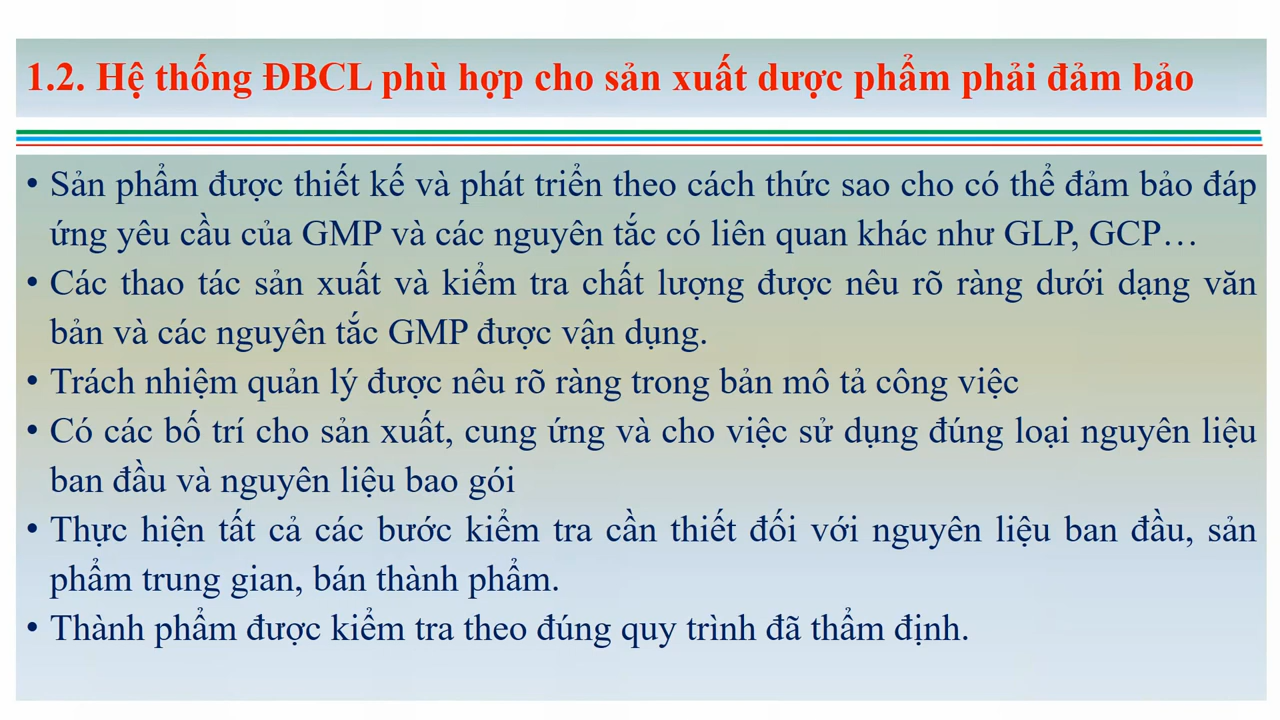 1.2. Hệ thống ĐBCL phù hợp cho sản xuất dược phẩm phải đảm bảo
• Sản phẩm được thiết kế và phát triển theo cách thức sao cho có thể đảm bảo đáp
ứng yêu cầu của GMP và các nguyên tắc có liên quan khác như GLP, GCP…
• Các thao tác sản xuất và kiểm tra chất lượng được nêu rõ ràng dưới dạng văn
bản và các nguyên tắc GMP được vận dụng.
• Trách nhiệm quản lý được nêu rõ ràng trong bản mô tả công việc
• Có các bố trí cho sản xuất, cung ứng và cho việc sử dụng đúng loại nguyên liệu
ban đầu và nguyên liệu bao gói
• Thực hiện tất cả các bước kiểm tra cần thiết đối với nguyên liệu ban đầu, sản
phẩm trung gian, bán thành phẩm.
• Thành phẩm được kiểm tra theo đúng quy trình đã thẩm định.